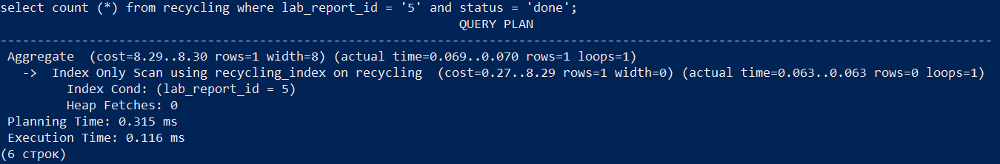 select count (*) from recycling where lab_report_id = '5' and status = 'done';
QUERY PLAN
--------------------------------------------------------------------------------------------------------------------------------------
Aggregate  (cost=8.29..8.30 rows=1 width=8) (actual time=0.069..0.070 rows=1 loops=1)
->  Index Only Scan using recycling_index on recycling  (cost=0.27..8.29 rows=1 width=0) (actual time=0.063..0.063 rows=0 loops=1)
Index Cond: (lab_report_id = 5)
Heap Fetches: 0
Planning Time: 0.315 ms
Execution Time: 0.116 ms
(6 строк)